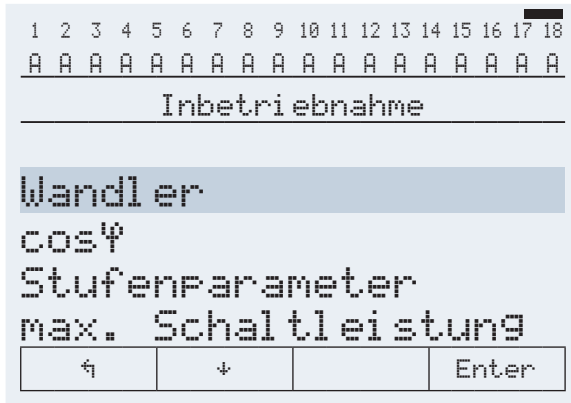 1 2 3 4 5 6 7 8 9 10 11 12 13 14 15 16 17 18
A A A A A A A A A A A A A A A A A A
Inbetriebnahme
Wandler
cosφ
Stufenparameter
max. Schaltleistung
↰ ↓ Enter